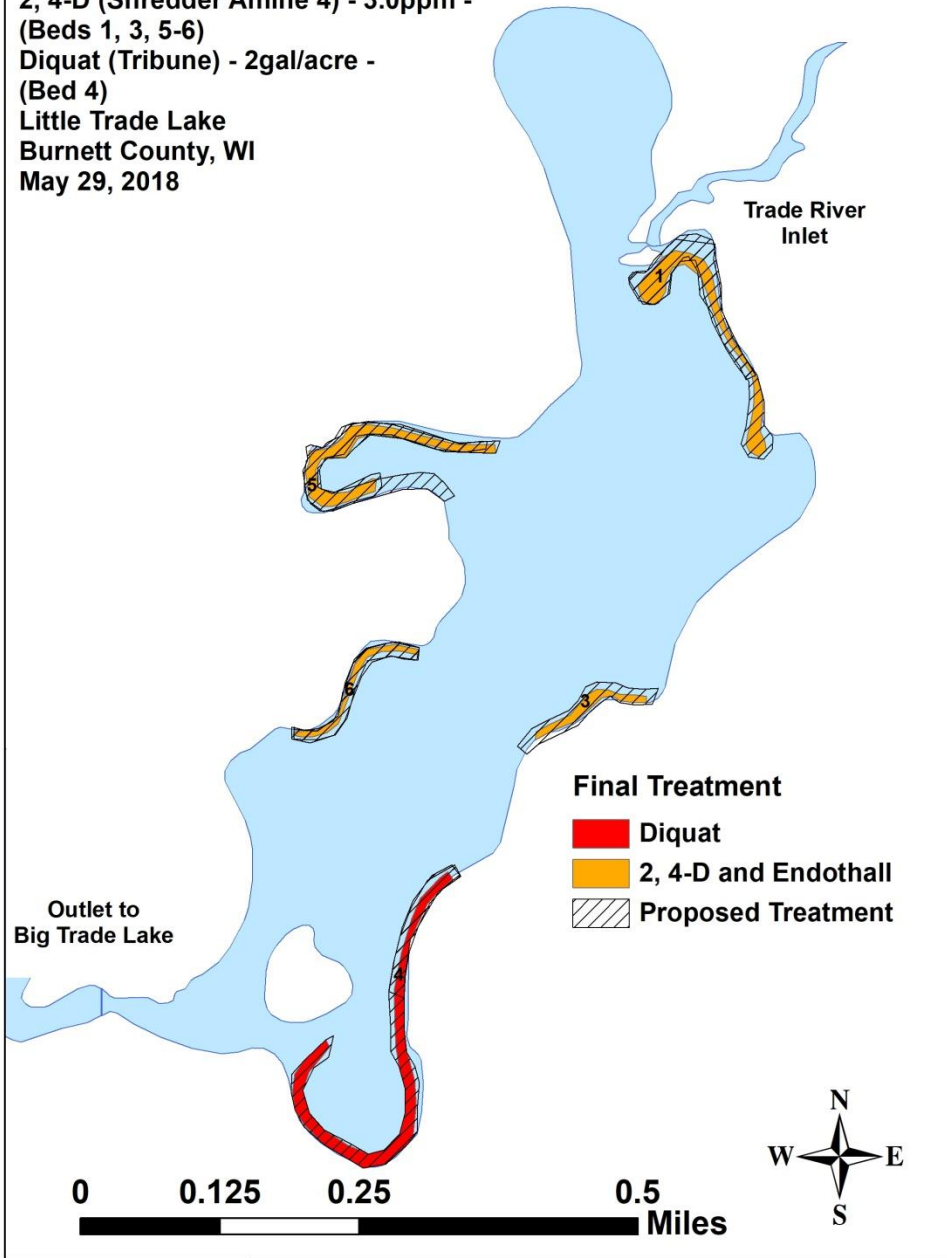 2, 4-D (Shredder Amine 4) - 3.0ppm -
(Beds 1, 3, 5-6)
Diquat (Tribune) - 2gal/acre -
(Bed 4)
Little Trade Lake
Burnett County, WI
May 29, 2018
Trade River
Inlet
1
5
6
3
Final Treatment
Diquat
2, 4-D and Endothall
Proposed Treatment
Outlet to
Big Trade Lake
4
N
W E
S
0 0.125 0.25 0.5
Miles